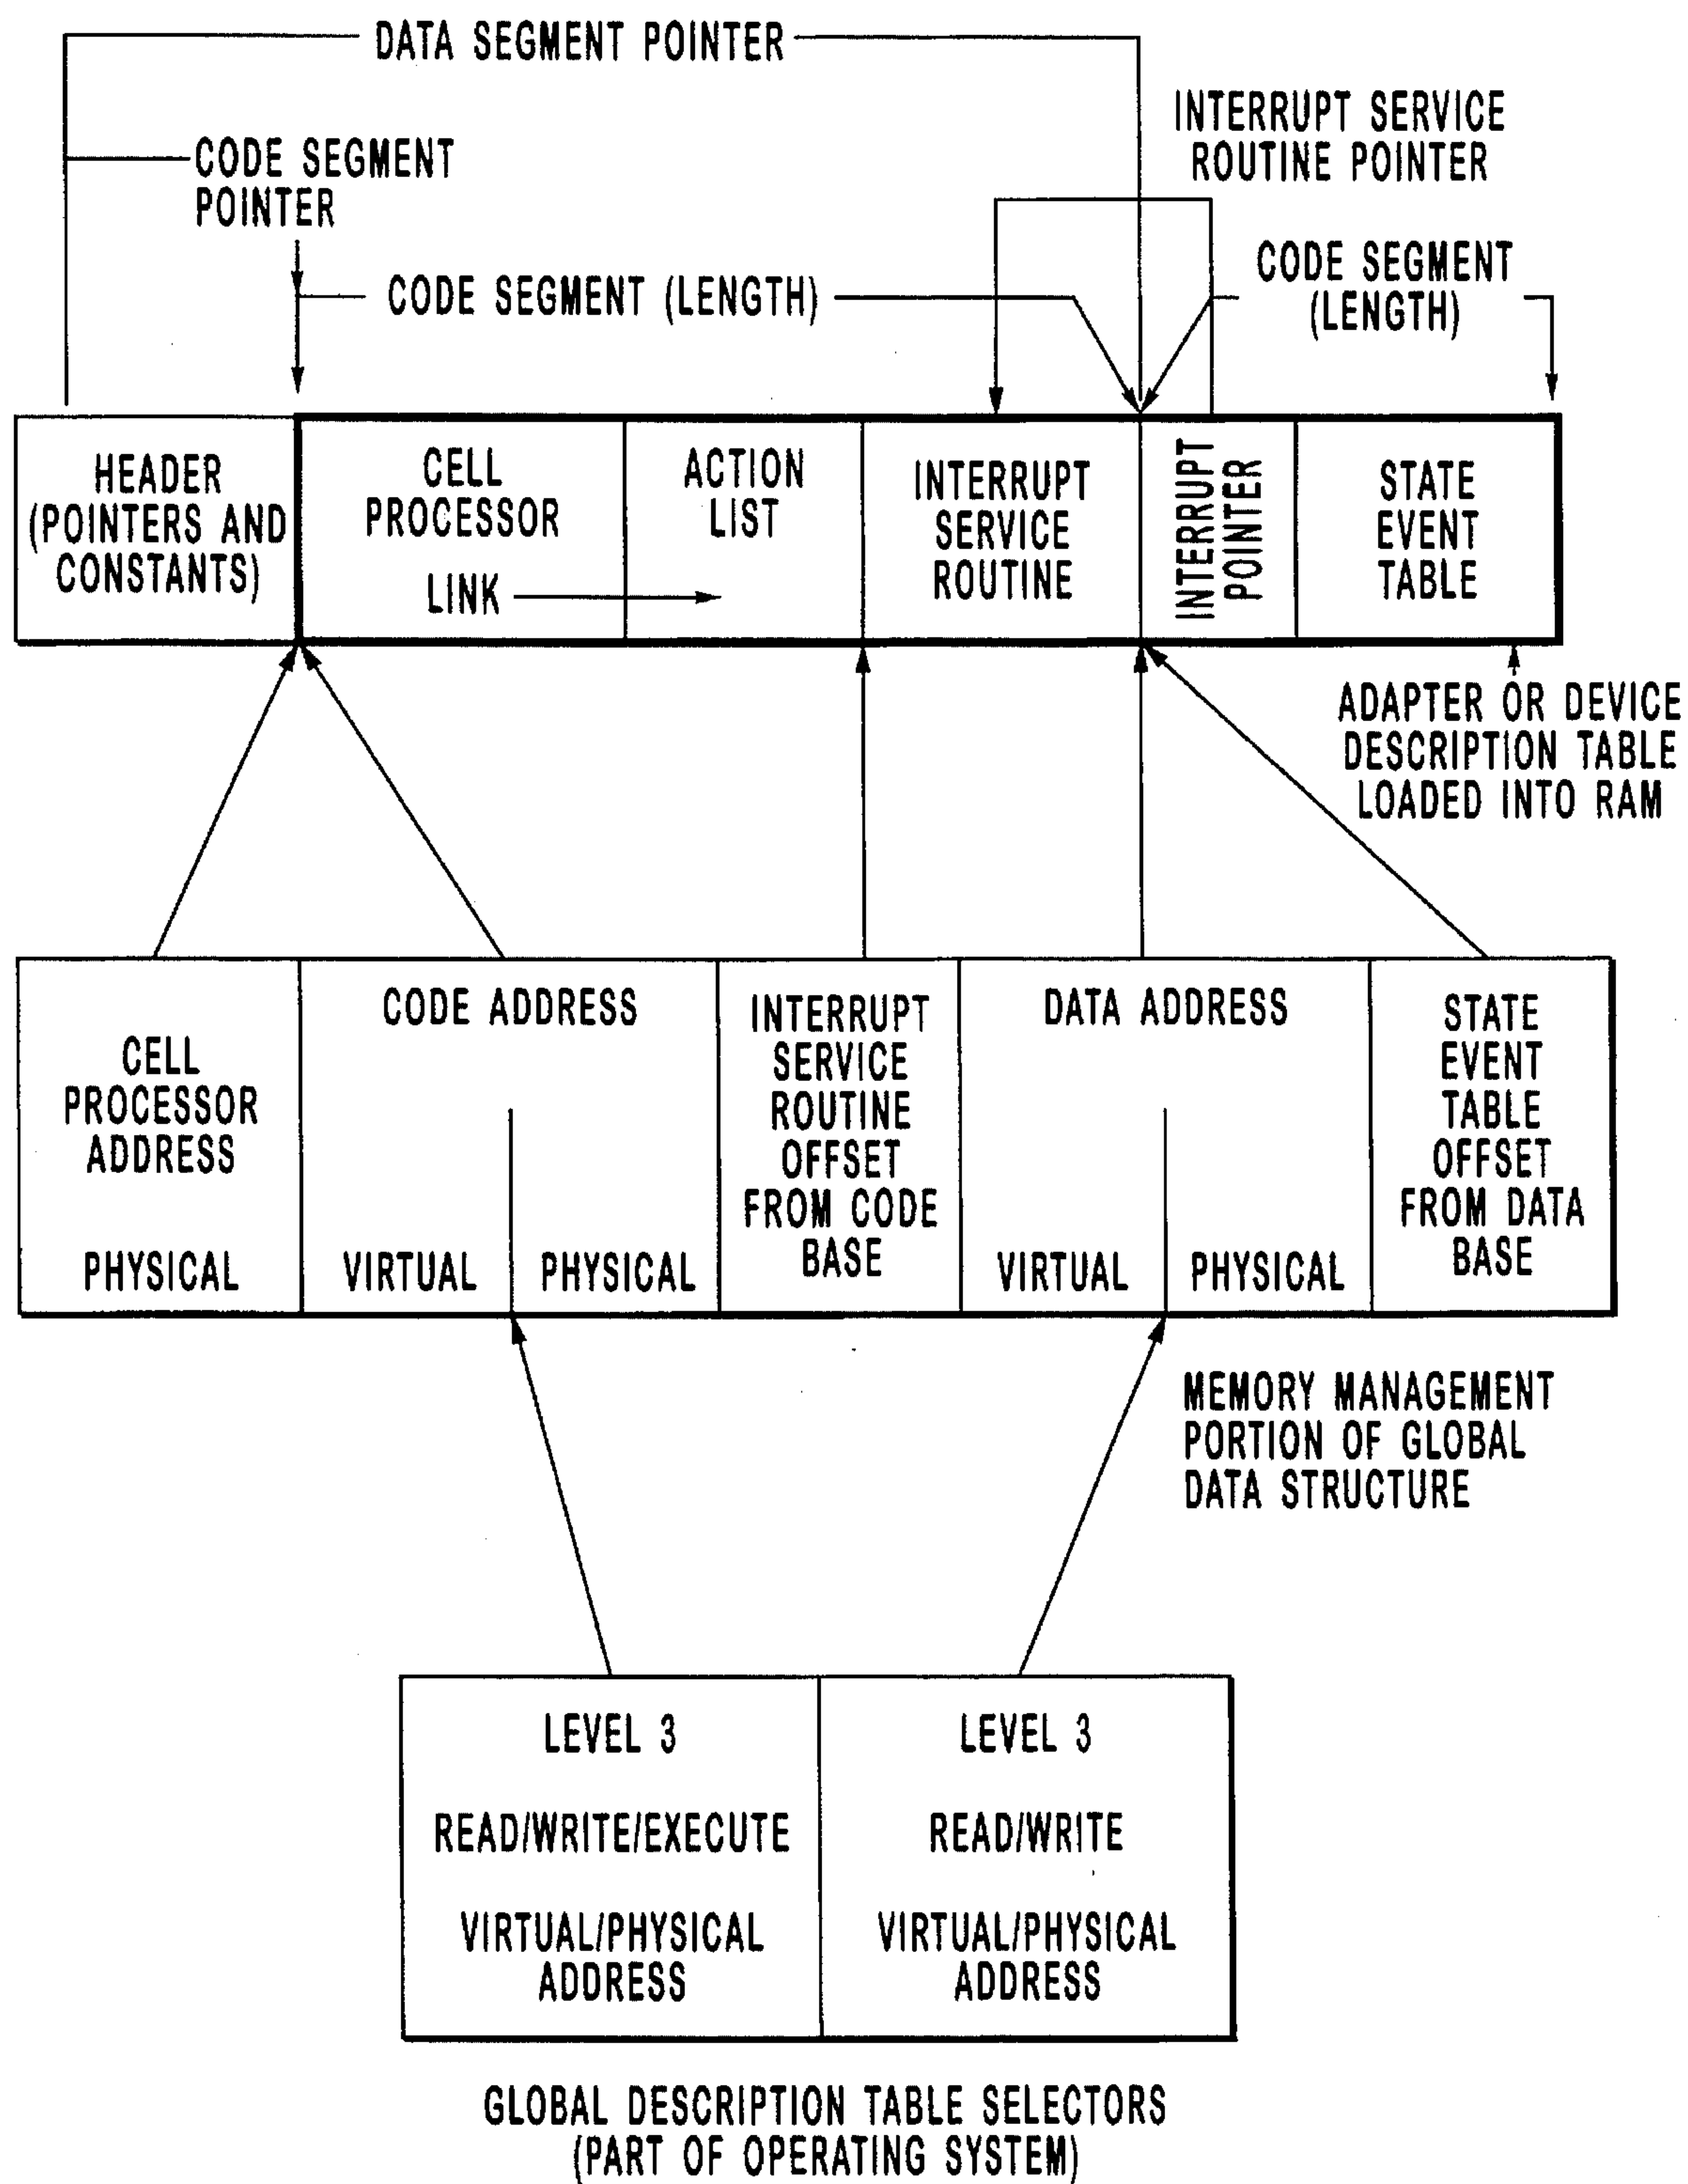 DATA SEGMENT POINTER
INTERRUPT SERVICE
ROUTINE POINTER
CODE SEGMENT
POINTER
CODE SEGMENT (LENGTH)
CODE SEGMENT
(LENGTH)
HEADER
(POINTERS AND
CONSTANTS)
CELL
PROCESSOR
LINK
ACTION
LIST
INTERRUPT
SERVICE
ROUTINE
INTERRUPT
POINTER
STATE
EVENT
TABLE
ADAPTER OR DEVICE
DESCRIPTION TABLE
LOADED INTO RAM
CELL
PROCESSOR
ADDRESS
PHYSICAL
CODE ADDRESS
VIRTUAL
PHYSICAL
INTERRUPT
SERVICE
ROUTINE
OFFSET
FROM CODE
BASE
DATA ADDRESS
VIRTUAL
PHYSICAL
STATE
EVENT
TABLE
OFFSET
FROM DATA
BASE
MEMORY MANAGEMENT
PORTION OF GLOBAL
DATA STRUCTURE
LEVEL 3
READ/WRITE/EXECUTE
VIRTUAL/PHYSICAL
ADDRESS
LEVEL 3
READ/WRITE
VIRTUAL/PHYSICAL
ADDRESS
GLOBAL DESCRIPTION TABLE SELECTORS
(PART OF OPERATING SYSTEM)